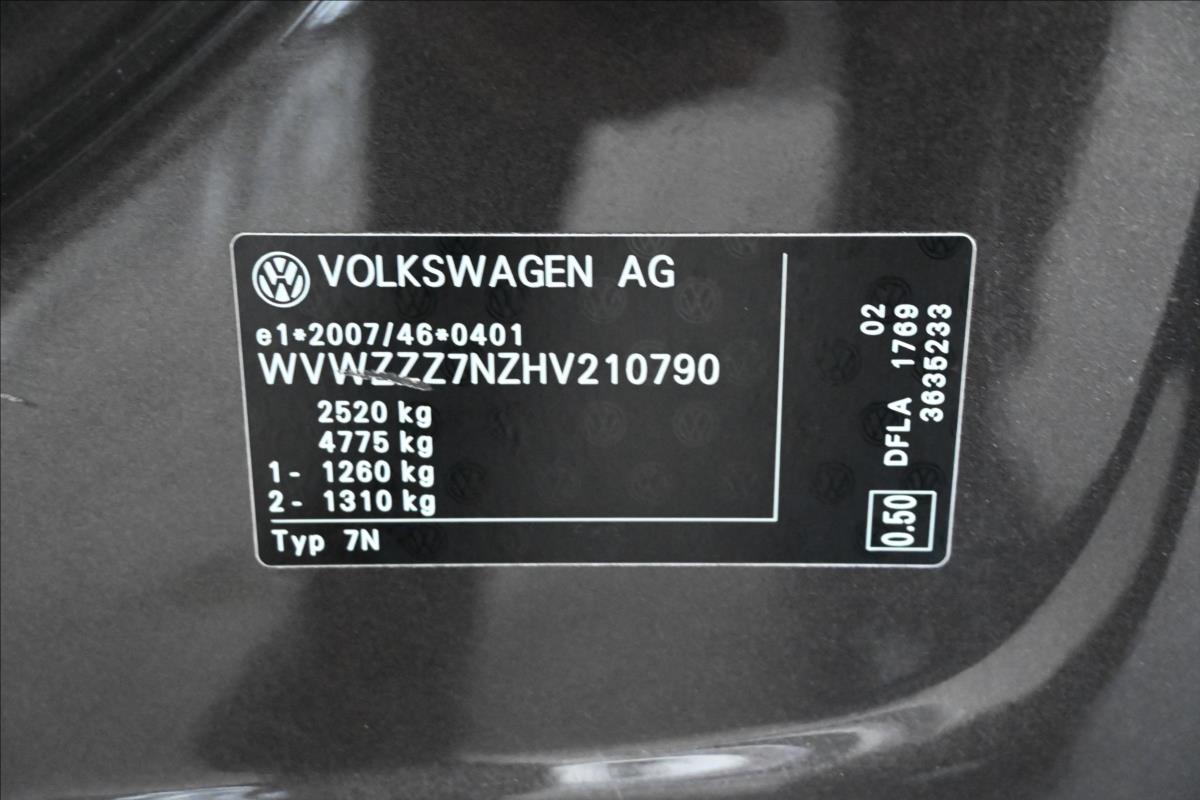 VOLKSWAGEN AG
e1*2007/46*0401
WVWZZZ7NZHV210790
2520 kg
4775 kg
1- 1260 kg
2- 1310 kg
Typ 7N
02
DFLA 1769
3635233
0.50